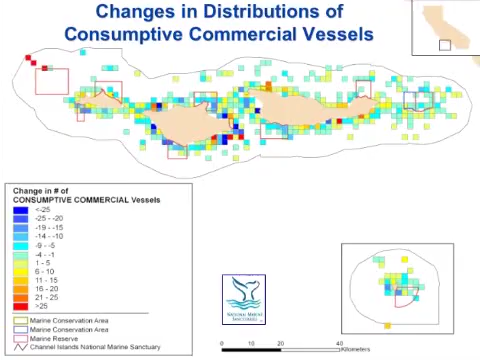 Changes in Distributions of
Consumptive Commercial Vessels
Change in # of
CONSUMPTIVE COMMERCIAL Vessels
<-25
-25 - -20
-19 - -15
-14 - -10
-9 - -5
-4 - -1
1 - 5
6 - 10
11 - 15
16 - 20
21 - 25
>25
Marine Conservation Area
Marine Conservation Area
Marine Reserve
Channel Islands National Marine Sanctuary
NATIONAL MARINE
SANCTUARIES
0 10 20 40
Kilometers